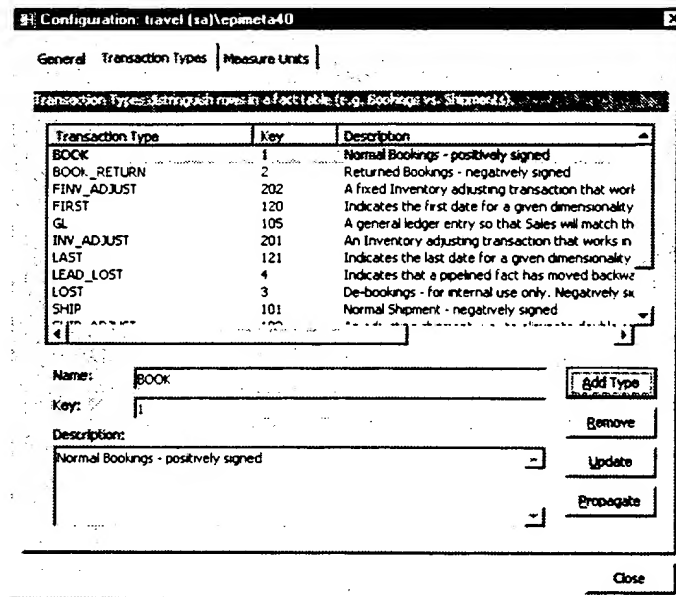 Configuration: travel (sa)\epimeta40
General Transaction Types Measure Units
Transaction Types distinguish rows in a fact table (e.g. Bookings vs. Shipments).
Transaction Type Key Description
BOOK 1 Normal Bookings - positively signed
BOOK_RETURN 2 Returned Bookings - negatively signed
FINV_ADJUST 202 A fixed Inventory adjusting transaction that worl
FIRST 120 Indicates the first date for a given dimensionality
GL 105 A general ledger entry so that Sales will match th
INV_ADJUST 201 An Inventory adjusting transaction that works in
LAST 121 Indicates the last date for a given dimensionality
LEAD_LOST 4 Indicates that a pipelined fact has moved backwa
LOST 3 De-bookings - for internal use only. Negatively si
SHIP 101 Normal Shipment - negatively signed
Name: BOOK Add Type
Key: 1
Remove
Description:
Normal Bookings - positively signed
Update
Propagate
Close